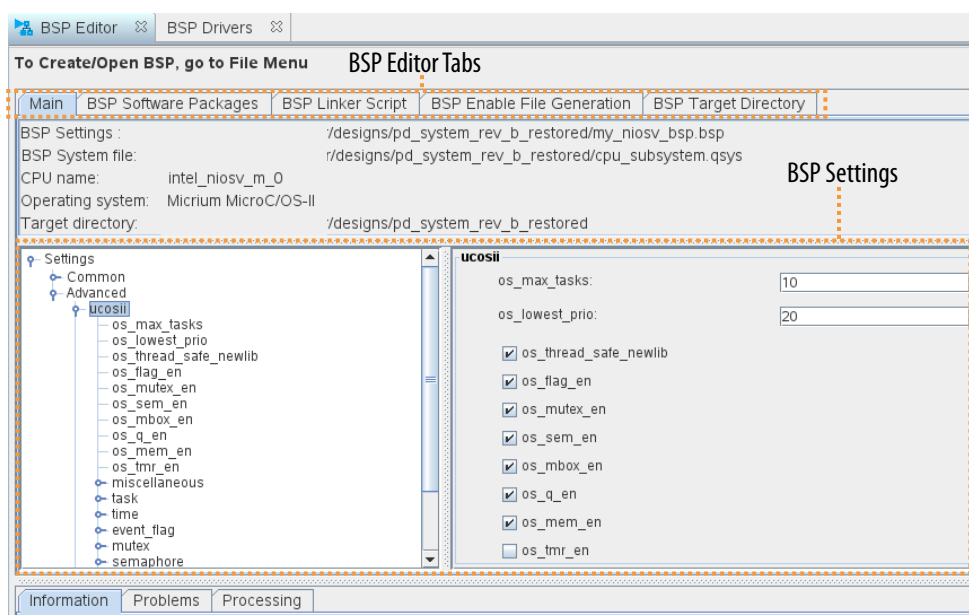 BSP Editor BSP Drivers
To Create/Open BSP, go to File Menu
BSP Editor Tabs
Main BSP Software Packages BSP Linker Script BSP Enable File Generation BSP Target Directory
BSP Settings : /designs/pd_system_rev_b_restored/my_niosv_bsp.bsp
BSP System file: r/designs/pd_system_rev_b_restored/cpu_subsystem.qsys
CPU name: intel_niosv_m_0
Operating system: Micrium MicroC/OS-II
Target directory: /designs/pd_system_rev_b_restored
BSP Settings
Settings
Common
Advanced
ucosii
os_max_tasks
os_lowest_prio
os_thread_safe_newlib
os_flag_en
os_mutex_en
os_sem_en
os_mbox_en
os_q_en
os_mem_en
os_tmr_en
miscellaneous
task
time
event_flag
mutex
semaphore
ucosii
os_max_tasks: 10
os_lowest_prio: 20
os_thread_safe_newlib
os_flag_en
os_mutex_en
os_sem_en
os_mbox_en
os_q_en
os_mem_en
os_tmr_en
Information Problems Processing